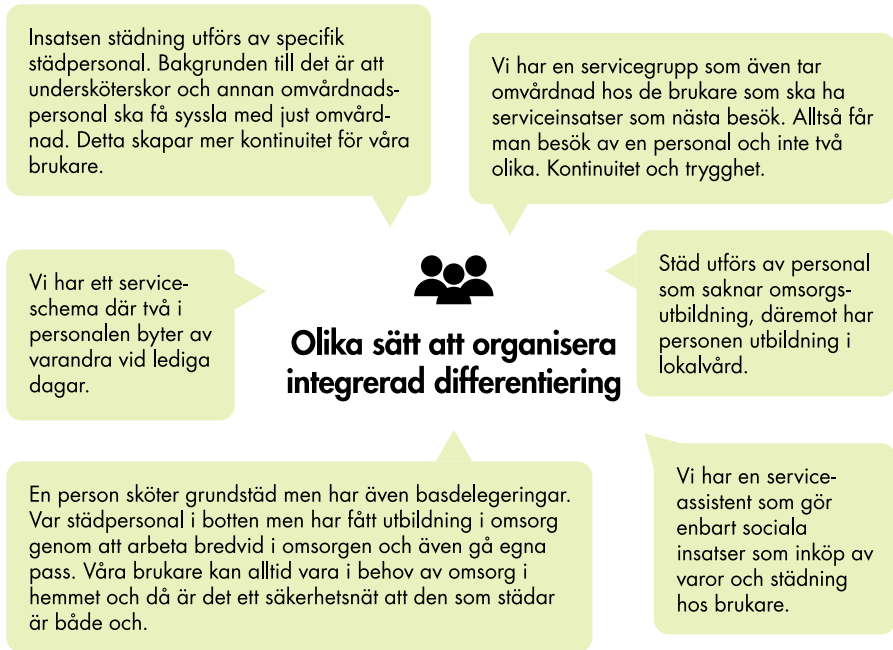 Insatsen städning utförs av specifik
städpersonal. Bakgrunden till det är att
undersköterskor och annan omvårdnads-
personal ska få syssla med just omvård-
nad. Detta skapar mer kontinuitet för våra
brukare.
Vi har en servicegrupp som även tar
omvårdnad hos de brukare som ska ha
serviceinsatser som nästa besök. Alltså får
man besök av en personal och inte två
olika. Kontinuitet och trygghet.
Vi har ett service-
schema där två i
personalen byter av
varandra vid lediga
dagar.
Olika sätt att organisera
integrerad differentiering
Städ utförs av personal
som saknar omsorgs-
utbildning, däremot har
personen utbildning i
lokalvård.
En person sköter grundstäd men har även basdelegeringar.
Var städpersonal i botten men har fått utbildning i omsorg
genom att arbeta bredvid i omsorgen och även gå egna
pass. Våra brukare kan alltid vara i behov av omsorg i
hemmet och då är det ett säkerhetsnät att den som städar
är både och.
Vi har en service-
assistent som gör
enbart sociala
insatser som inköp av
varor och städning
hos brukare.